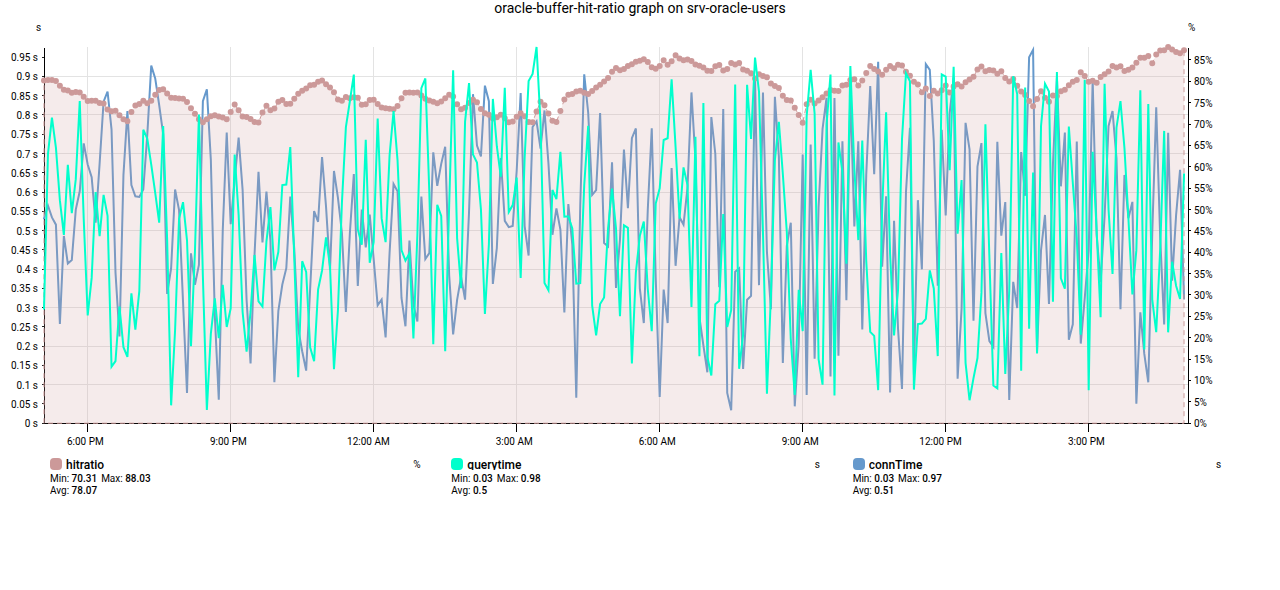 oracle-buffer-hit-ratio graph on srv-oracle-users
s %
0.95 s 85%
0.9 s 80%
0.85 s 75%
0.8 s 70%
0.75 s
0.7 s 65%
0.65 s 60%
0.6 s 55%
0.55 s 50%
0.5 s 45%
0.45 s 40%
0.4 s 35%
0.35 s 30%
0.3 s 25%
0.25 s
0.2 s 20%
0.15 s 15%
0.1 s 10%
0.05 s 5%
0 s 0%
6:00 PM 9:00 PM 12:00 AM 3:00 AM 6:00 AM 9:00 AM 12:00 PM 3:00 PM
hitratio % querytime s connTime s
Min: 70.31 Max: 88.03 Min: 0.03 Max: 0.98 Min: 0.03 Max: 0.97
Avg: 78.07 Avg: 0.5 Avg: 0.51